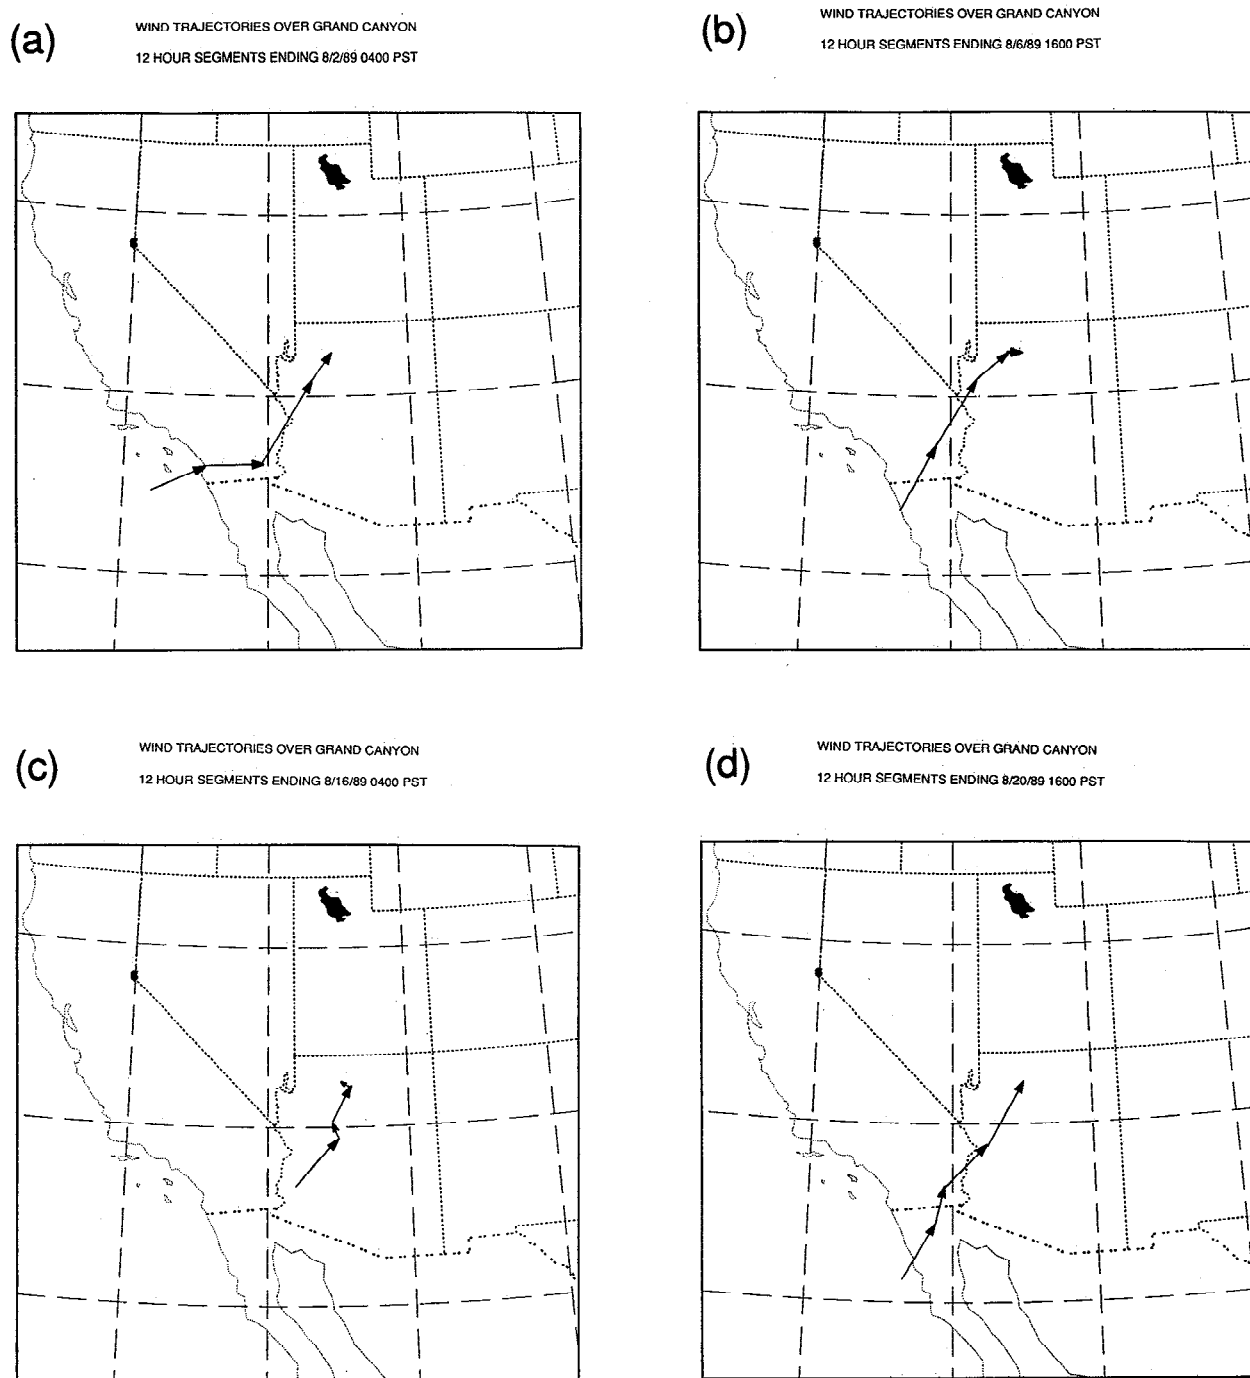 (a)
WIND TRAJECTORIES OVER GRAND CANYON
12 HOUR SEGMENTS ENDING 8/2/89 0400 PST
(b)
WIND TRAJECTORIES OVER GRAND CANYON
12 HOUR SEGMENTS ENDING 8/6/89 1600 PST
(c)
WIND TRAJECTORIES OVER GRAND CANYON
12 HOUR SEGMENTS ENDING 8/16/89 0400 PST
(d)
WIND TRAJECTORIES OVER GRAND CANYON
12 HOUR SEGMENTS ENDING 8/20/89 1600 PST